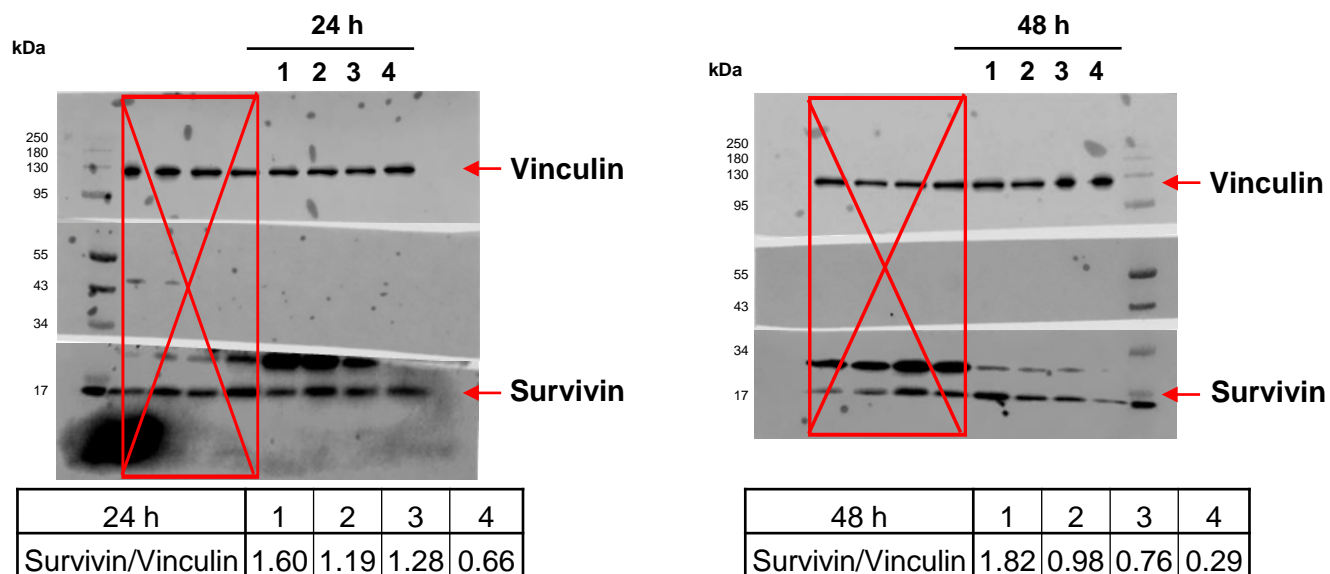 24 h
kDa
1 2 3 4
250
180
130
95
55
43
34
17
Vinculin
Survivin
24 h 1 2 3 4
Survivin/Vinculin 1.60 1.19 1.28 0.66
48 h
kDa
1 2 3 4
250
180
130
95
55
43
34
17
Vinculin
Survivin
48 h 1 2 3 4
Survivin/Vinculin 1.82 0.98 0.76 0.29